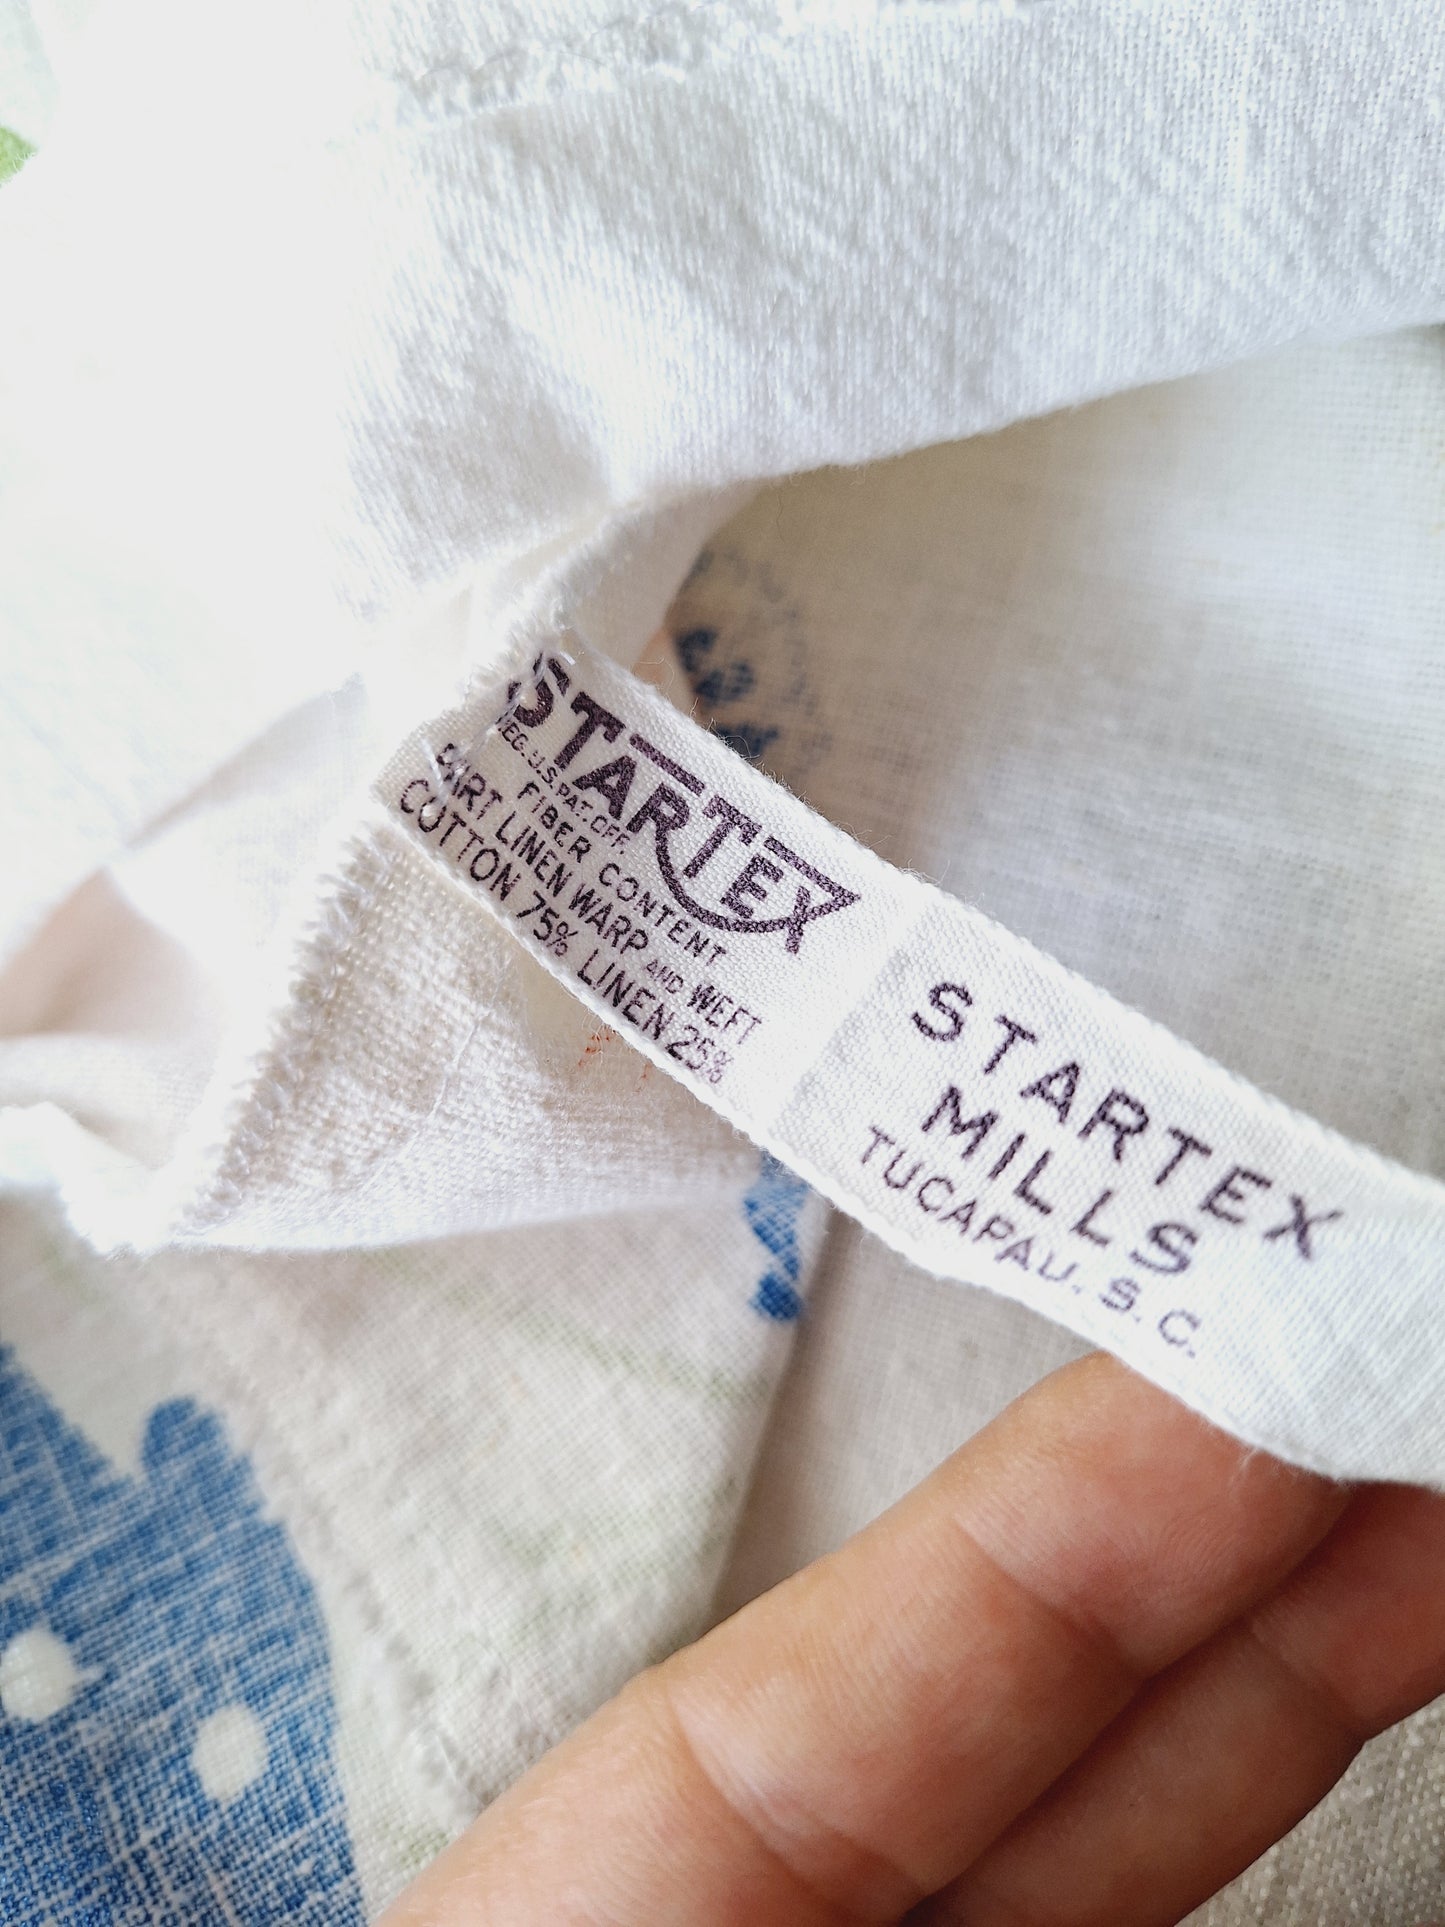 STARTEX
REG. U.S. PAT. OFF.
FIBER CONTENT
PART LINEN WARP AND WEFT
COTTON 75% LINEN 25%
STARTEX
MILLS
TUCAPAU, S. C.